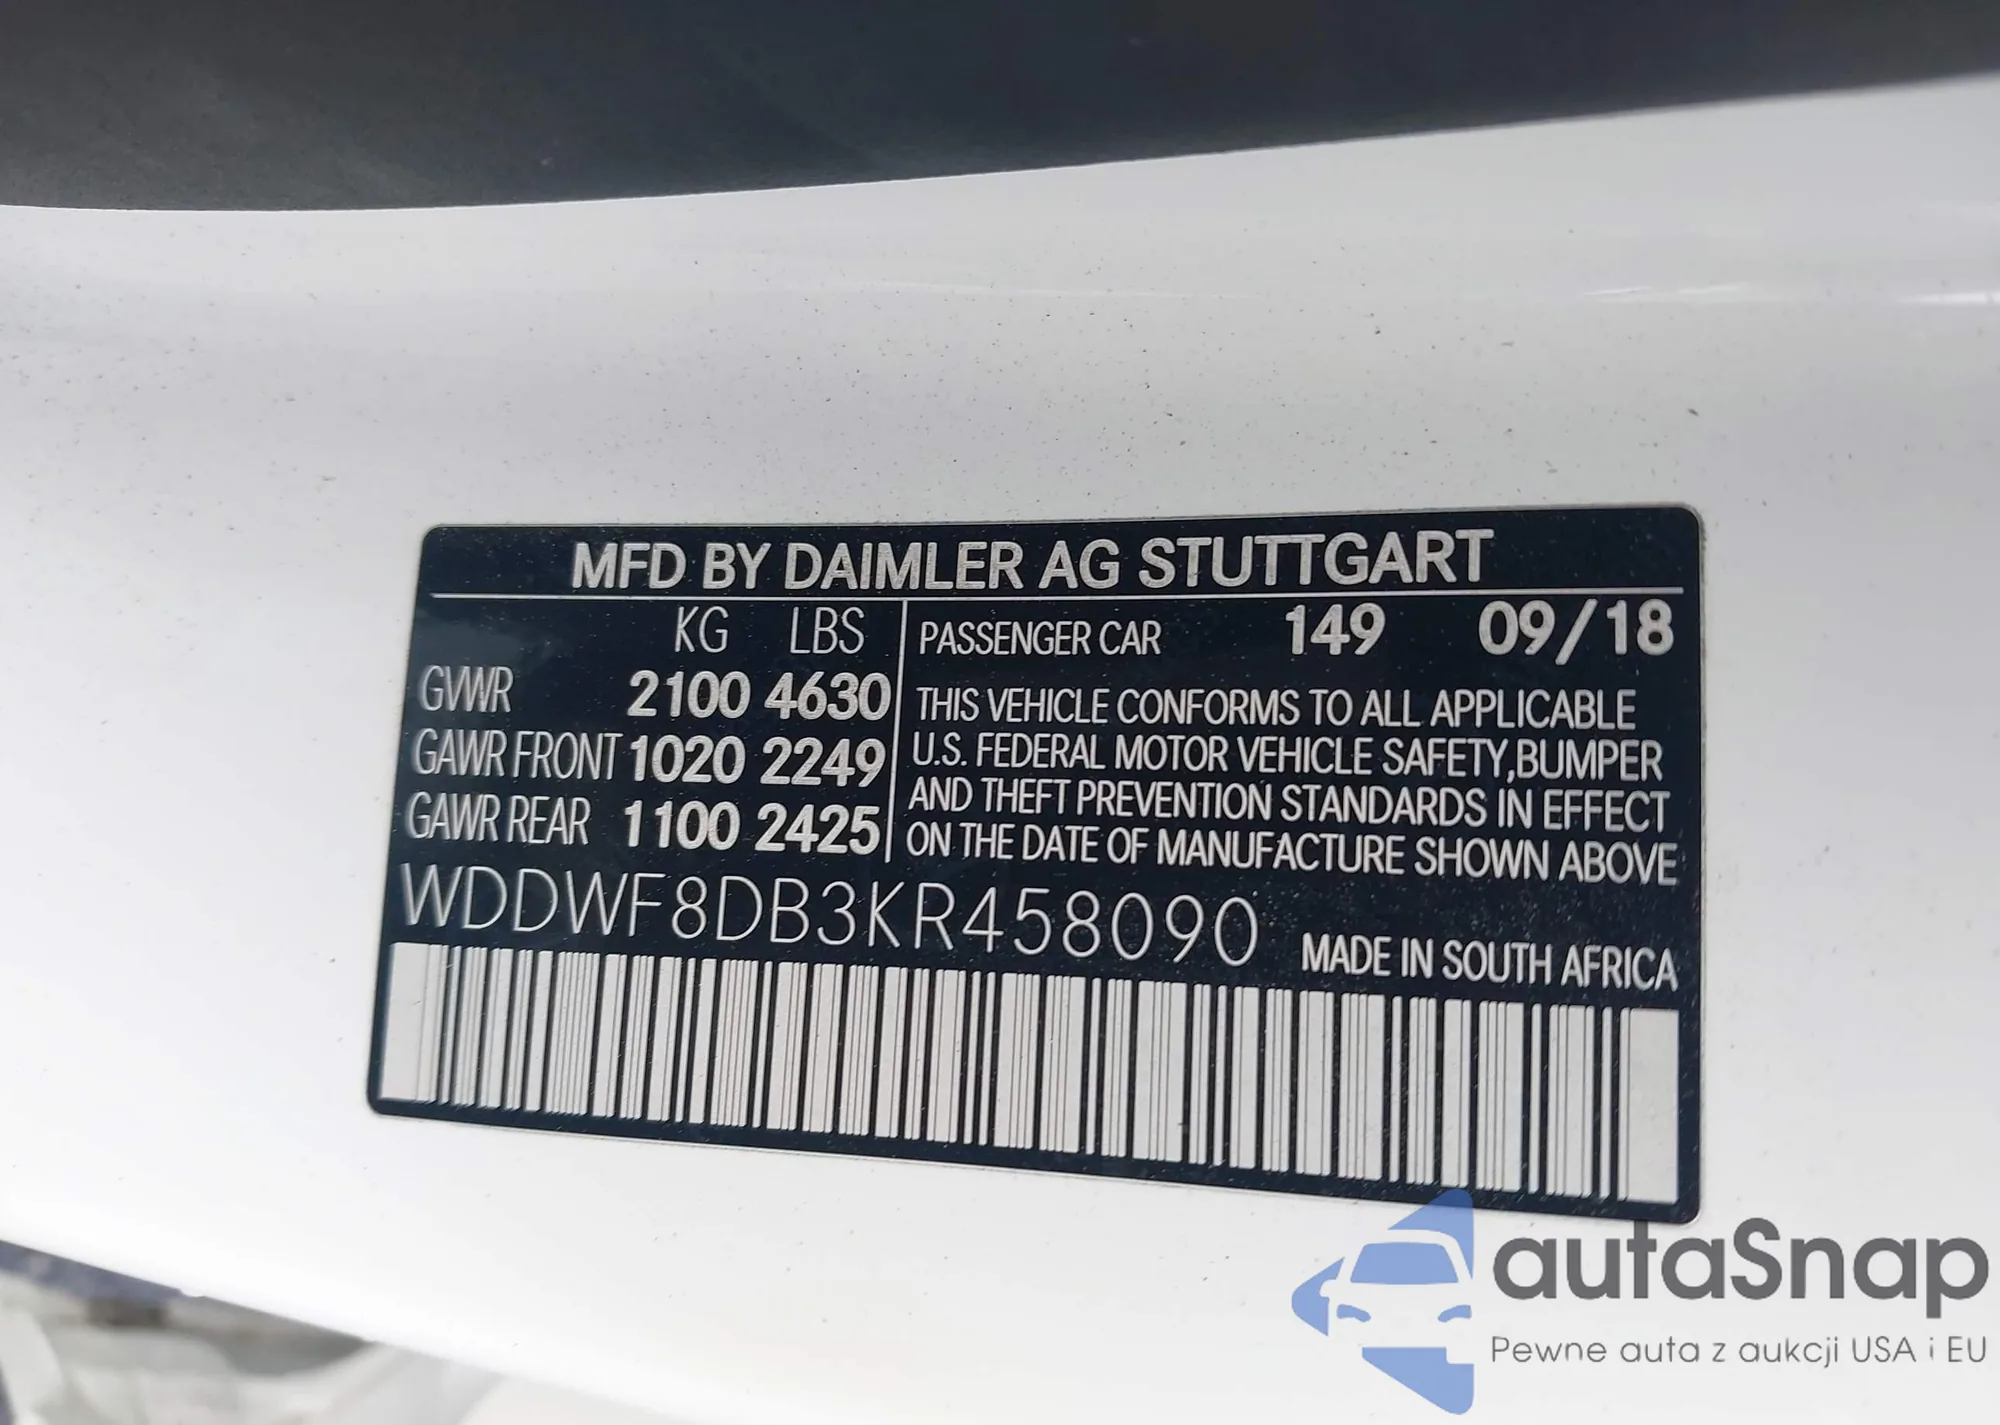 MFD BY DAIMLER AG STUTTGART
KG LBS
GVWR 2100 4630
GAWR FRONT 1020 2249
GAWR REAR 1100 2425
PASSENGER CAR 149 09/18
THIS VEHICLE CONFORMS TO ALL APPLICABLE
U.S. FEDERAL MOTOR VEHICLE SAFETY,BUMPER
AND THEFT PREVENTION STANDARDS IN EFFECT
ON THE DATE OF MANUFACTURE SHOWN ABOVE
WDDWF8DB3KR458090
MADE IN SOUTH AFRICA
autaSnap
Pewne auta z aukcji USA i EU